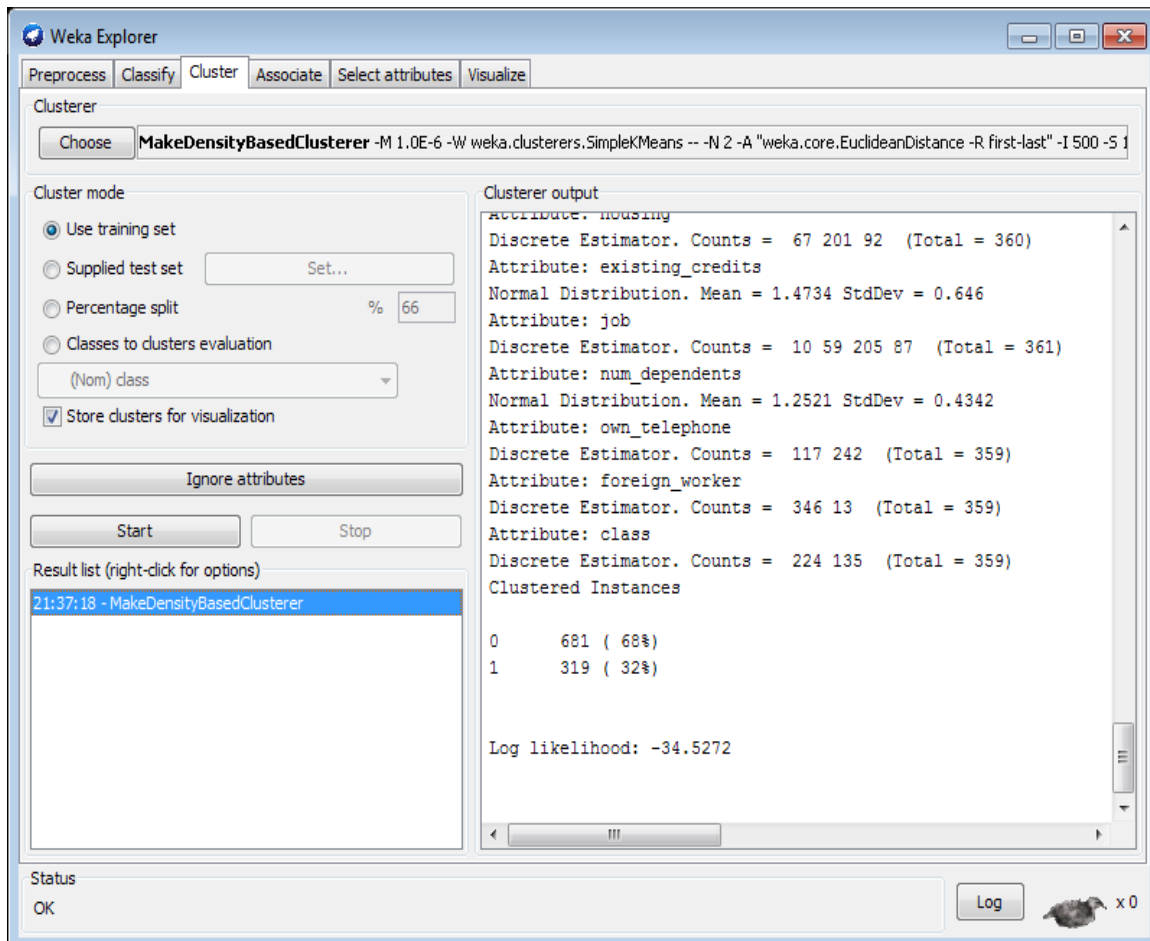 Weka Explorer
Preprocess Classify Cluster Associate Select attributes Visualize
Clusterer
Choose MakeDensityBasedClusterer -M 1.0E-6 -W weka.clusterers.SimpleKMeans -- -N 2 -A "weka.core.EuclideanDistance -R first-last" -I 500 -S 1
Cluster mode
Use training set
Supplied test set Set...
Percentage split % 66
Classes to clusters evaluation
(Nom) class
Store clusters for visualization
Ignore attributes
Start Stop
Result list (right-click for options)
21:37:18 - MakeDensityBasedClusterer
Clusterer output
Attribute: housing
Discrete Estimator. Counts = 67 201 92 (Total = 360)
Attribute: existing_credits
Normal Distribution. Mean = 1.4734 StdDev = 0.646
Attribute: job
Discrete Estimator. Counts = 10 59 205 87 (Total = 361)
Attribute: num_dependents
Normal Distribution. Mean = 1.2521 StdDev = 0.4342
Attribute: own_telephone
Discrete Estimator. Counts = 117 242 (Total = 359)
Attribute: foreign_worker
Discrete Estimator. Counts = 346 13 (Total = 359)
Attribute: class
Discrete Estimator. Counts = 224 135 (Total = 359)
Clustered Instances
0 681 ( 68%)
1 319 ( 32%)
Log likelihood: -34.5272
Status
OK
Log x 0